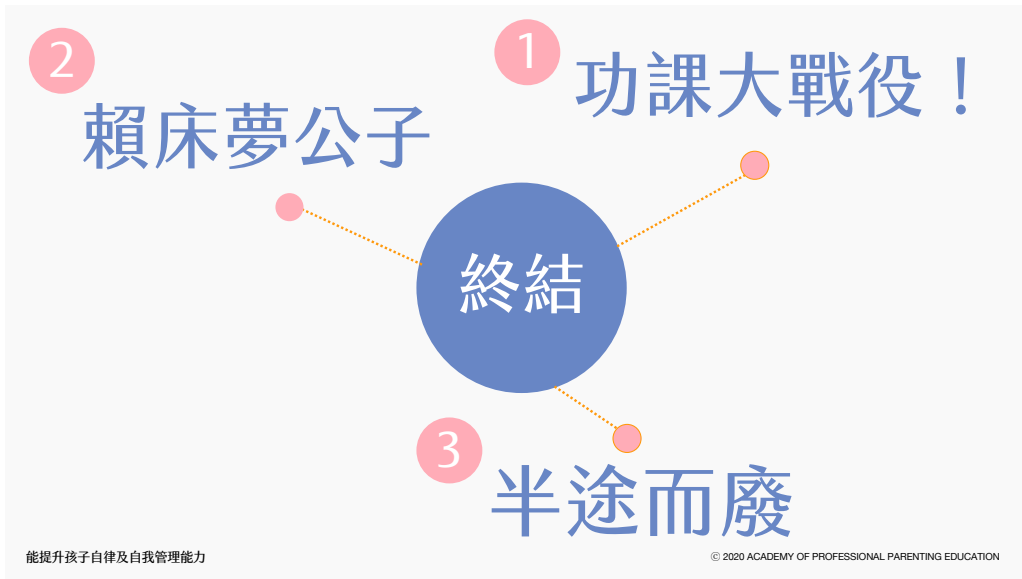 1
功課大戰役！
2
賴床夢公子
終結
3
半途而廢
能提升孩子自律及自我管理能力
© 2020 ACADEMY OF PROFESSIONAL PARENTING EDUCATION